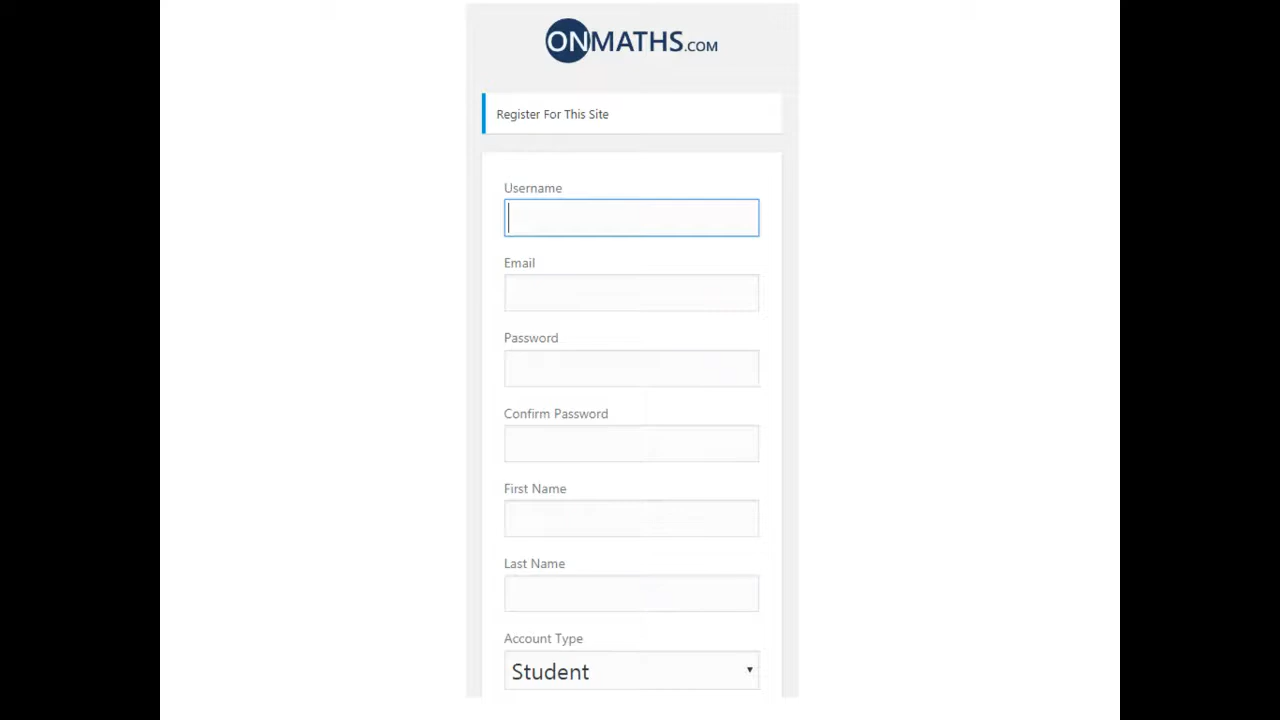 ONMATHS.COM
Register For This Site
Username
Email
Password
Confirm Password
First Name
Last Name
Account Type
Student